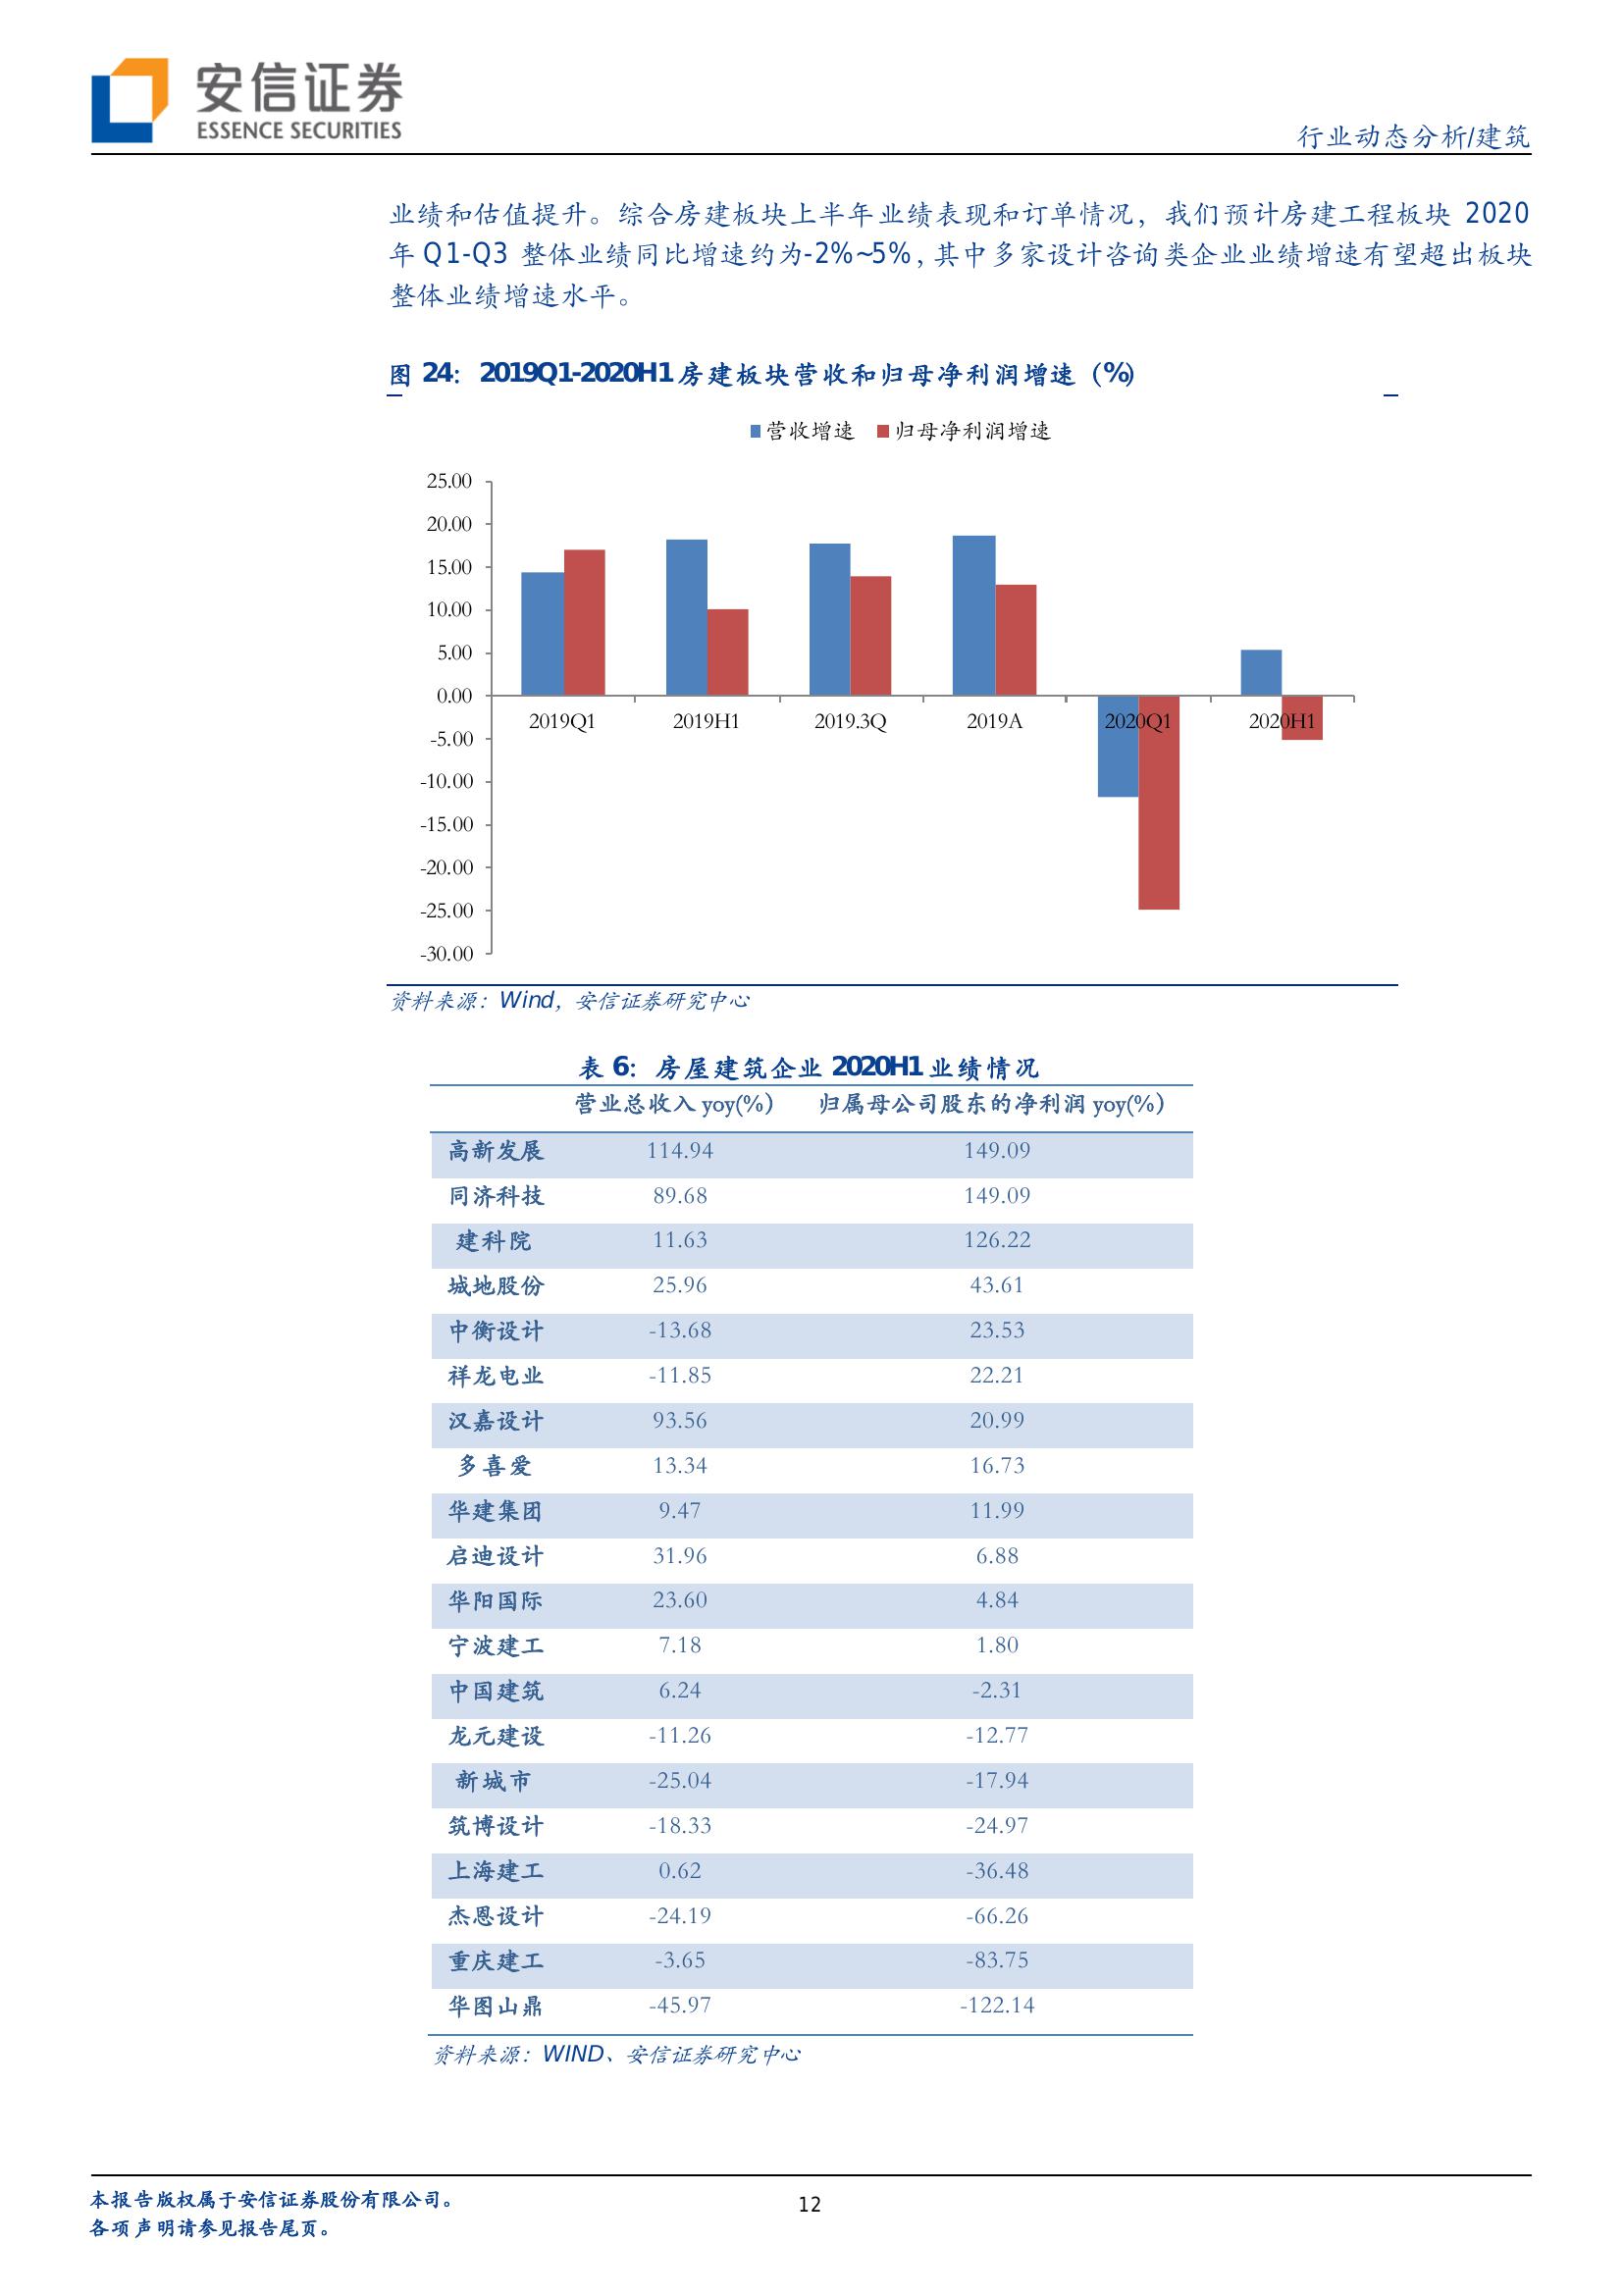 安信证券
ESSENCE SECURITIES
行业动态分析/建筑
业绩和估值提升。综合房建板块上半年业绩表现和订单情况，我们预计房建工程板块 2020
年 Q1-Q3 整体业绩同比增速约为-2%~5%，其中多家设计咨询类企业业绩增速有望超出板块
整体业绩增速水平。
图 24：2019Q1-2020H1 房建板块营收和归母净利润增速（%）
营收增速 归母净利润增速
25.00
20.00
15.00
10.00
5.00
0.00
-5.00
-10.00
-15.00
-20.00
-25.00
-30.00
2019Q1 2019H1 2019.3Q 2019A 2020Q1 2020H1
资料来源：Wind，安信证券研究中心
表 6：房屋建筑企业 2020H1 业绩情况
营业总收入 yoy(%) 归属母公司股东的净利润 yoy(%)
高新发展 114.94 149.09
同济科技 89.68 149.09
建科院 11.63 126.22
城地股份 25.96 43.61
中衡设计 -13.68 23.53
祥龙电业 -11.85 22.21
汉嘉设计 93.56 20.99
多喜爱 13.34 16.73
华建集团 9.47 11.99
启迪设计 31.96 6.88
华阳国际 23.60 4.84
宁波建工 7.18 1.80
中国建筑 6.24 -2.31
龙元建设 -11.26 -12.77
新城市 -25.04 -17.94
筑博设计 -18.33 -24.97
上海建工 0.62 -36.48
杰恩设计 -24.19 -66.26
重庆建工 -3.65 -83.75
华图山鼎 -45.97 -122.14
资料来源：WIND、安信证券研究中心
本报告版权属于安信证券股份有限公司。
12
各项声明请参见报告尾页。